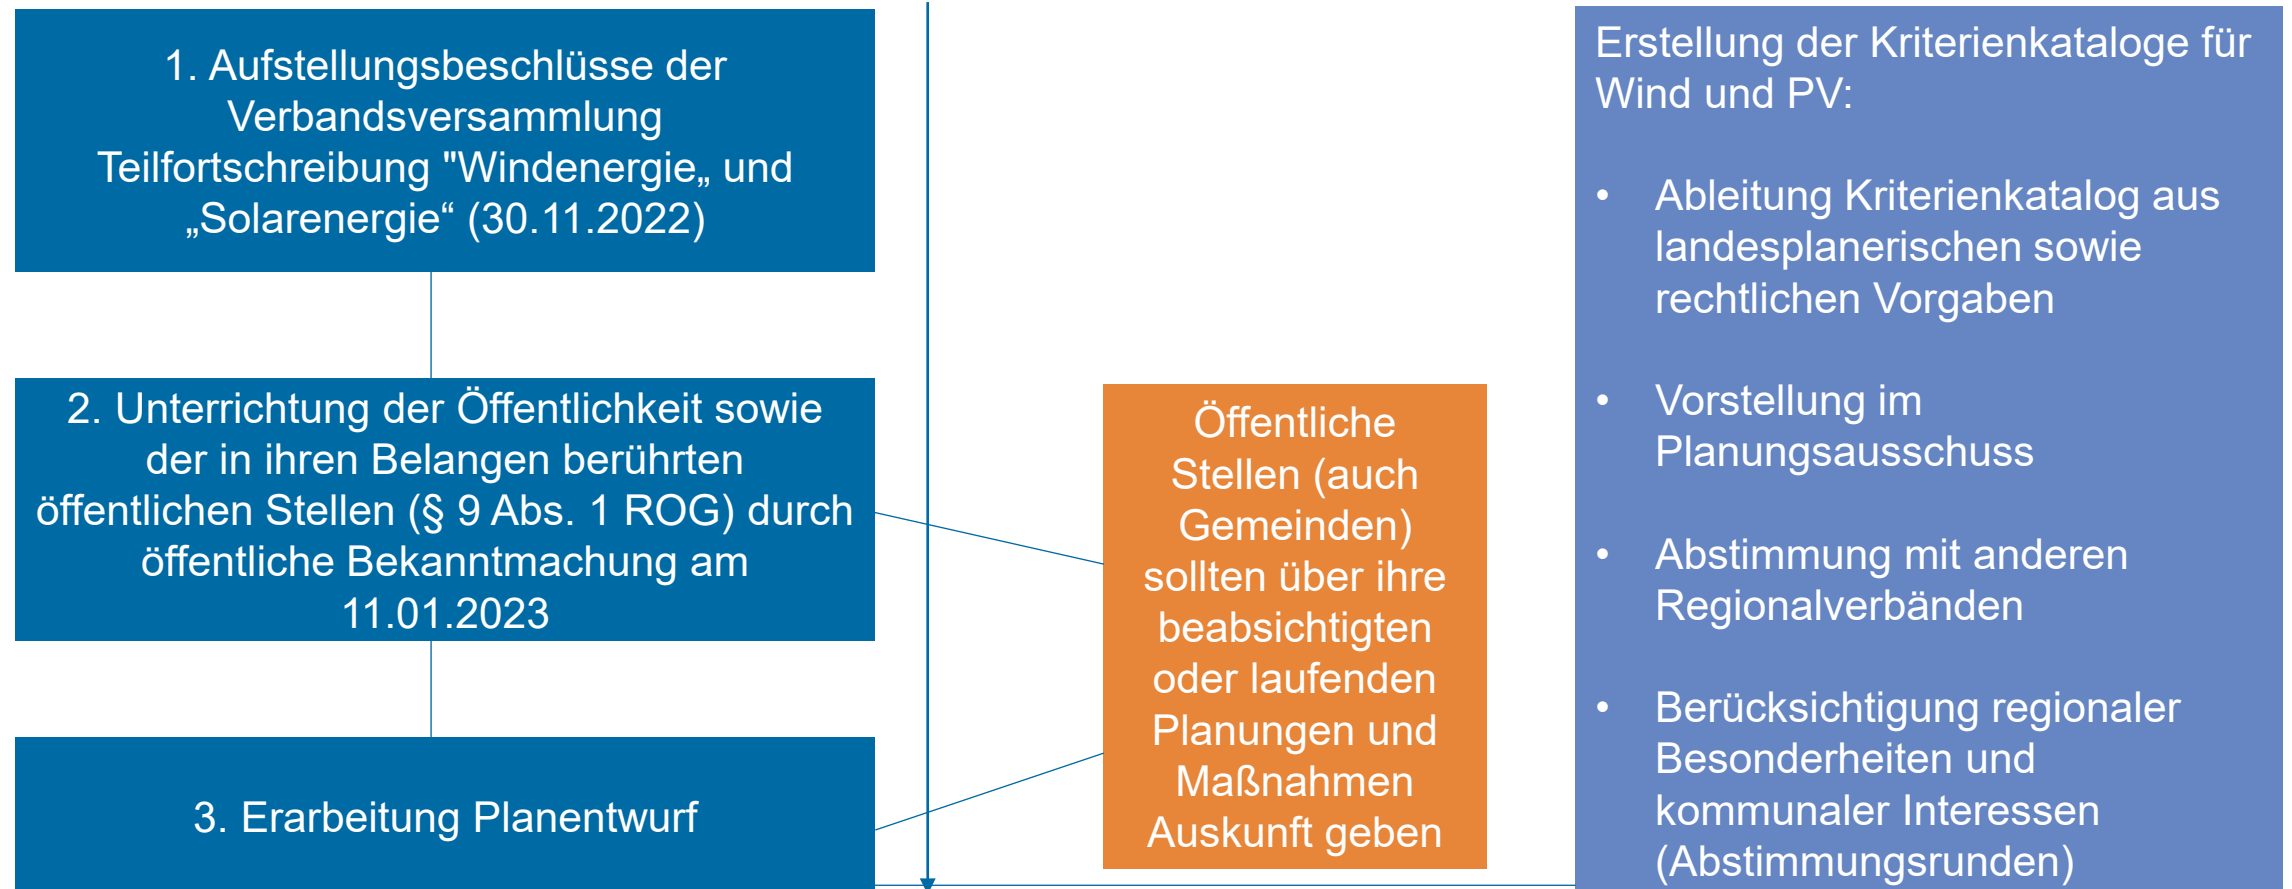 1. Aufstellungsbeschlüsse der
Verbandsversammlung
Teilfortschreibung "Windenergie„ und
„Solarenergie“ (30.11.2022)
2. Unterrichtung der Öffentlichkeit sowie
der in ihren Belangen berührten
öffentlichen Stellen (§ 9 Abs. 1 ROG) durch
öffentliche Bekanntmachung am
11.01.2023
3. Erarbeitung Planentwurf
Öffentliche
Stellen (auch
Gemeinden)
sollten über ihre
beabsichtigten
oder laufenden
Planungen und
Maßnahmen
Auskunft geben
Erstellung der Kriterienkataloge für
Wind und PV:
• Ableitung Kriterienkatalog aus
landesplanerischen sowie
rechtlichen Vorgaben
• Vorstellung im
Planungsausschuss
• Abstimmung mit anderen
Regionalverbänden
• Berücksichtigung regionaler
Besonderheiten und
kommunaler Interessen
(Abstimmungsrunden)